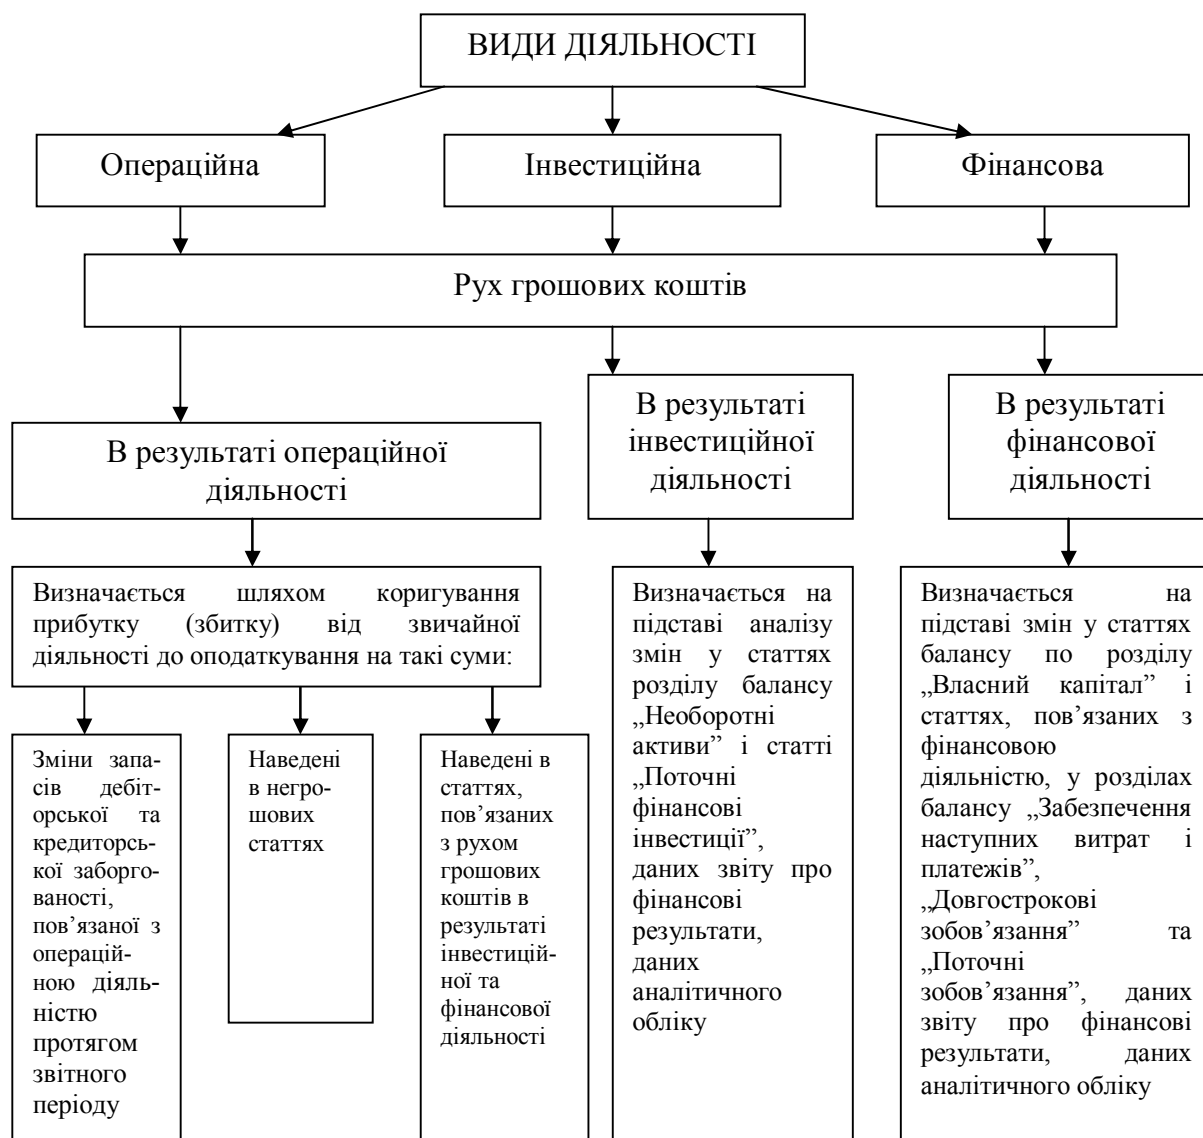 ВИДИ ДІЯЛЬНОСТІ
Операційна
Інвестиційна
Фінансова
Рух грошових коштів
В результаті операційної
діяльності
В результаті
інвестиційної
діяльності
В результаті
фінансової
діяльності
Визначається шляхом коригування
прибутку (збитку) від звичайної
діяльності до оподаткування на такі суми:
Зміни запа-
сів дебіт-
орської та
кредиторсь-
кої заборго-
ваності,
пов’язаної з
операцій-
ною діяль-
ністю
протягом
звітного
періоду
Наведені
в негро-
шових
статтях
Наведені в
статтях,
пов’язаних
з рухом
грошових
коштів в
результаті
інвестицій-
ної та
фінансової
діяльності
Визначається на
підставі аналізу
змін у статтях
розділу балансу
„Необоротні
активи” і статті
„Поточні
фінансові
інвестиції”,
даних звіту про
фінансові
результати,
даних
аналітичного
обліку
Визначається на
підставі змін у статтях
балансу по розділу
„Власний капітал” і
статтях, пов’язаних з
фінансовою
діяльністю, у розділах
балансу „Забезпечення
наступних витрат і
платежів”,
„Довгострокові
зобов’язання” та
„Поточні
зобов’язання”, даних
звіту про фінансові
результати, даних
аналітичного обліку